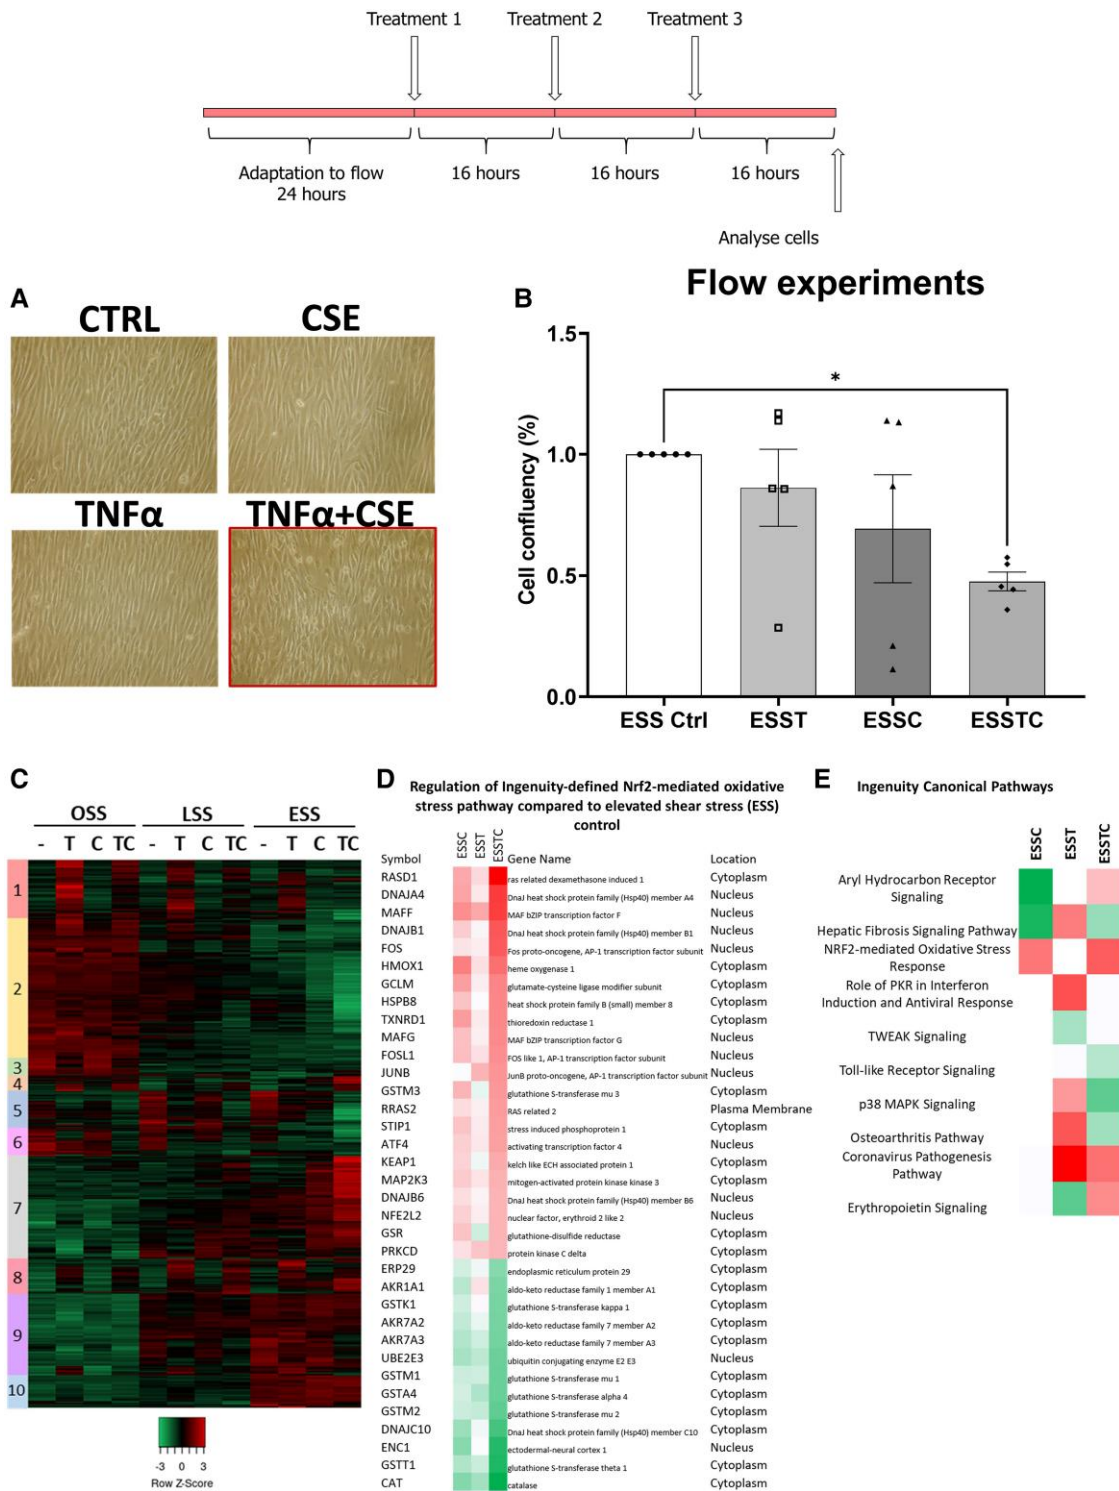 Treatment 1 Treatment 2 Treatment 3
Adaptation to flow
24 hours
16 hours 16 hours 16 hours
Analyse cells
A
CTRL CSE
TNFα TNFα+CSE
B
Flow experiments
Cell confluency (%)
1.5
1.0
0.5
0.0
*
ESS Ctrl ESST ESSC ESSTC
C
OSS LSS ESS
- T C TC - T C TC - T C TC
1
2
3
4
5
6
7
8
9
10
-3 0 3
Row Z-Score
D
Regulation of Ingenuity-defined Nrf2-mediated oxidative
stress pathway compared to elevated shear stress (ESS)
control
ESSC ESST ESSTC
Symbol Gene Name Location
RASD1 ras related dexamethasone induced 1 Cytoplasm
DNAJA4 DnaJ heat shock protein family (Hsp40) member A4 Nucleus
MAFF MAF bZIP transcription factor F Nucleus
DNAJB1 DnaJ heat shock protein family (Hsp40) member B1 Nucleus
FOS Fos proto-oncogene, AP-1 transcription factor subunit Nucleus
HMOX1 heme oxygenase 1 Cytoplasm
GCLM glutamate-cysteine ligase modifier subunit Cytoplasm
HSPB8 heat shock protein family B (small) member 8 Cytoplasm
TXNRD1 thioredoxin reductase 1 Cytoplasm
MAFG MAF bZIP transcription factor G Nucleus
FOSL1 FOS like 1, AP-1 transcription factor subunit Nucleus
JUNB JunB proto-oncogene, AP-1 transcription factor subunit Nucleus
GSTM3 glutathione S-transferase mu 3 Cytoplasm
RRAS2 RAS related 2 Plasma Membrane
STIP1 stress induced phosphoprotein 1 Cytoplasm
ATF4 activating transcription factor 4 Nucleus
KEAP1 kelch like ECH associated protein 1 Cytoplasm
MAP2K3 mitogen-activated protein kinase kinase 3 Cytoplasm
DNAJB6 DnaJ heat shock protein family (Hsp40) member B6 Nucleus
NFE2L2 nuclear factor, erythroid 2 like 2 Nucleus
GSR glutathione-disulfide reductase Cytoplasm
PRKCD protein kinase C delta Cytoplasm
ERP29 endoplasmic reticulum protein 29 Cytoplasm
AKR1A1 aldo-keto reductase family 1 member A1 Cytoplasm
GSTK1 glutathione S-transferase kappa 1 Cytoplasm
AKR7A2 aldo-keto reductase family 7 member A2 Cytoplasm
AKR7A3 aldo-keto reductase family 7 member A3 Cytoplasm
UBE2E3 ubiquitin conjugating enzyme E2 E3 Nucleus
GSTM1 glutathione S-transferase mu 1 Cytoplasm
GSTA4 glutathione S-transferase alpha 4 Cytoplasm
GSTM2 glutathione S-transferase mu 2 Cytoplasm
DNAJC10 DnaJ heat shock protein family (Hsp40) member C10 Cytoplasm
ENC1 ectodermal-neural cortex 1 Nucleus
GSTT1 glutathione S-transferase theta 1 Cytoplasm
CAT catalase Cytoplasm
E
Ingenuity Canonical Pathways
ESSC ESST ESSTC
Aryl Hydrocarbon Receptor
Signaling
Hepatic Fibrosis Signaling Pathway
NRF2-mediated Oxidative Stress
Response
Role of PKR in Interferon
Induction and Antiviral Response
TWEAK Signaling
Toll-like Receptor Signaling
p38 MAPK Signaling
Osteoarthritis Pathway
Coronavirus Pathogenesis
Pathway
Erythropoietin Signaling